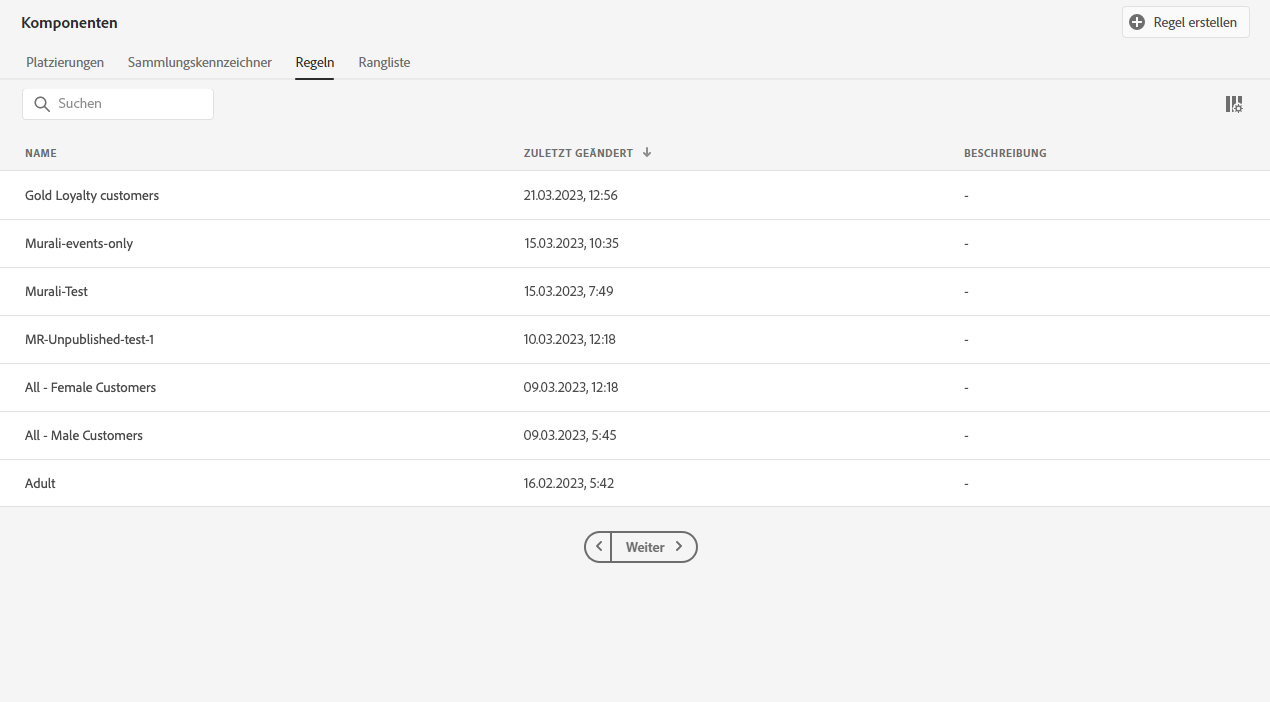 Komponenten
Regel erstellen
Platzierungen Sammlungskennzeichner Regeln Rangliste
Suchen
NAME ZULETZT GEÄNDERT BESCHREIBUNG
Gold Loyalty customers 21.03.2023, 12:56 -
Murali-events-only 15.03.2023, 10:35 -
Murali-Test 15.03.2023, 7:49 -
MR-Unpublished-test-1 10.03.2023, 12:18 -
All - Female Customers 09.03.2023, 12:18 -
All - Male Customers 09.03.2023, 5:45 -
Adult 16.02.2023, 5:42 -
Weiter